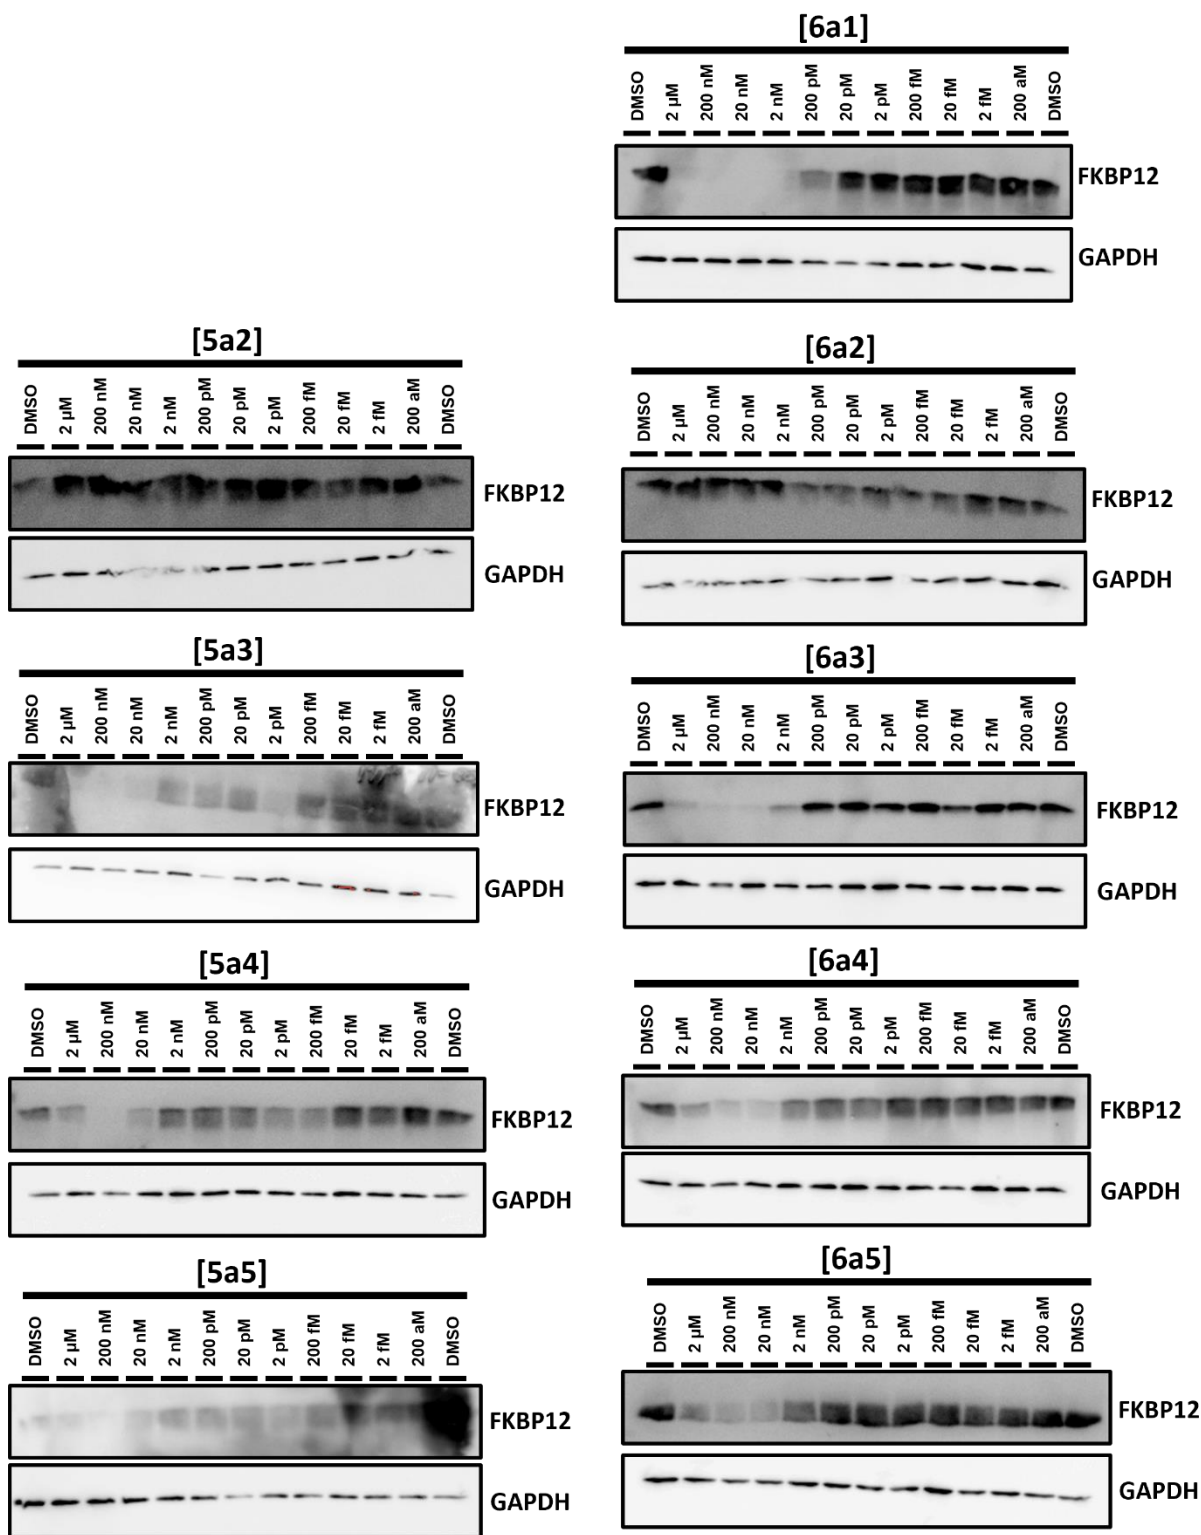 [6a1]
DMSO 2 µM 200 nM 20 nM 2 nM 200 pM 20 pM 2 pM 200 fM 20 fM 2 fM 200 aM DMSO
FKBP12
GAPDH
[5a2]
DMSO 2 µM 200 nM 20 nM 2 nM 200 pM 20 pM 2 pM 200 fM 20 fM 2 fM 200 aM DMSO
FKBP12
GAPDH
[6a2]
DMSO 2 µM 200 nM 20 nM 2 nM 200 pM 20 pM 2 pM 200 fM 20 fM 2 fM 200 aM DMSO
FKBP12
GAPDH
[5a3]
DMSO 2 µM 200 nM 20 nM 2 nM 200 pM 20 pM 2 pM 200 fM 20 fM 2 fM 200 aM DMSO
FKBP12
GAPDH
[6a3]
DMSO 2 µM 200 nM 20 nM 2 nM 200 pM 20 pM 2 pM 200 fM 20 fM 2 fM 200 aM DMSO
FKBP12
GAPDH
[5a4]
DMSO 2 µM 200 nM 20 nM 2 nM 200 pM 20 pM 2 pM 200 fM 20 fM 2 fM 200 aM DMSO
FKBP12
GAPDH
[6a4]
DMSO 2 µM 200 nM 20 nM 2 nM 200 pM 20 pM 2 pM 200 fM 20 fM 2 fM 200 aM DMSO
FKBP12
GAPDH
[5a5]
DMSO 2 µM 200 nM 20 nM 2 nM 200 pM 20 pM 2 pM 200 fM 20 fM 2 fM 200 aM DMSO
FKBP12
GAPDH
[6a5]
DMSO 2 µM 200 nM 20 nM 2 nM 200 pM 20 pM 2 pM 200 fM 20 fM 2 fM 200 aM DMSO
FKBP12
GAPDH